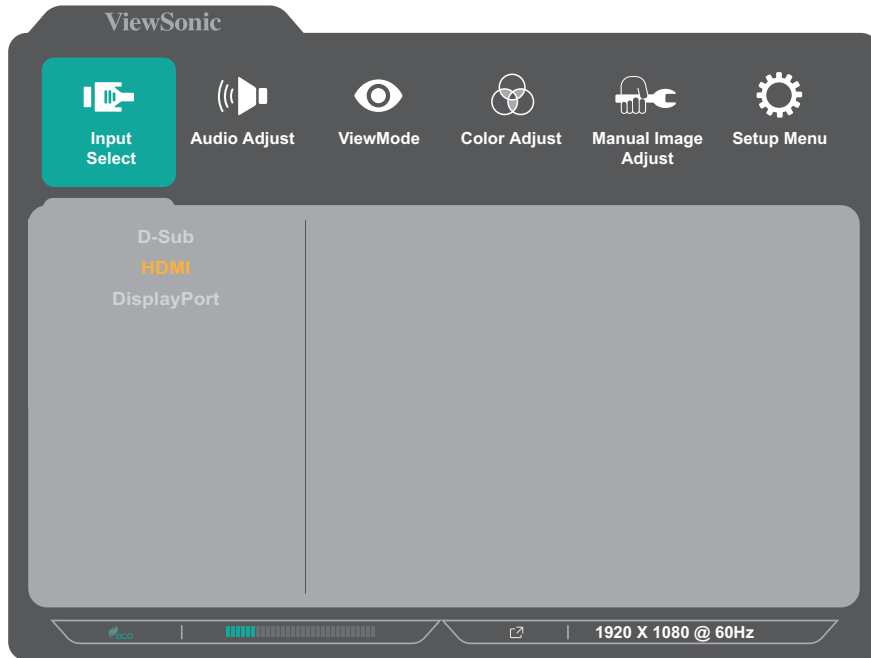 ViewSonic
Input
Select
Audio Adjust
ViewMode
Color Adjust
Manual Image
Adjust
Setup Menu
D-Sub
HDMI
DisplayPort
eco
1920 X 1080 @ 60Hz